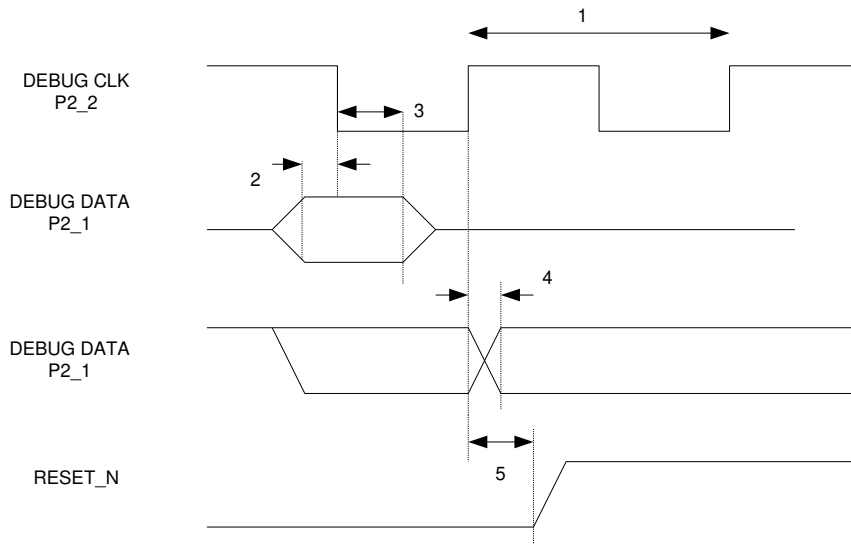 1
DEBUG CLK
P2_2
3
2
DEBUG DATA
P2_1
4
DEBUG DATA
P2_1
5
RESET_N